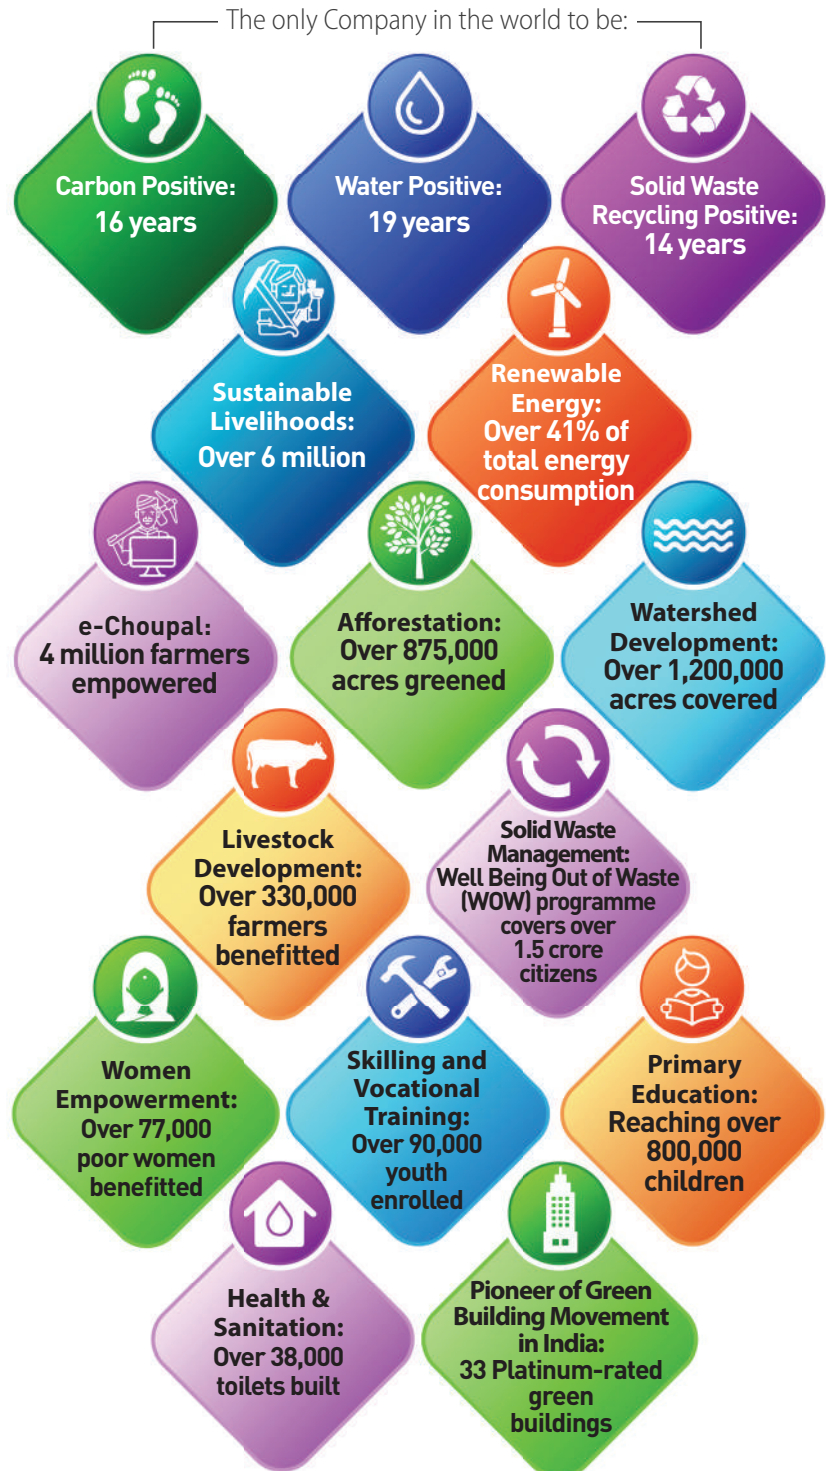 The only Company in the world to be:
Carbon Positive:
16 years
Water Positive:
19 years
Solid Waste
Recycling Positive:
14 years
Sustainable
Livelihoods:
Over 6 million
Renewable
Energy:
Over 41% of
total energy
consumption
e-Choupal:
4 million farmers
empowered
Afforestation:
Over 875,000
acres greened
Watershed
Development:
Over 1,200,000
acres covered
Livestock
Development:
Over 330,000
farmers
benefitted
Solid Waste
Management:
Well Being Out of Waste
(WOW) programme
covers over
1.5 crore
citizens
Women
Empowerment:
Over 77,000
poor women
benefitted
Skilling and
Vocational
Training:
Over 90,000
youth
enrolled
Primary
Education:
Reaching over
800,000
children
Health &
Sanitation:
Over 38,000
toilets built
Pioneer of Green
Building Movement
in India:
33 Platinum-rated
green
buildings